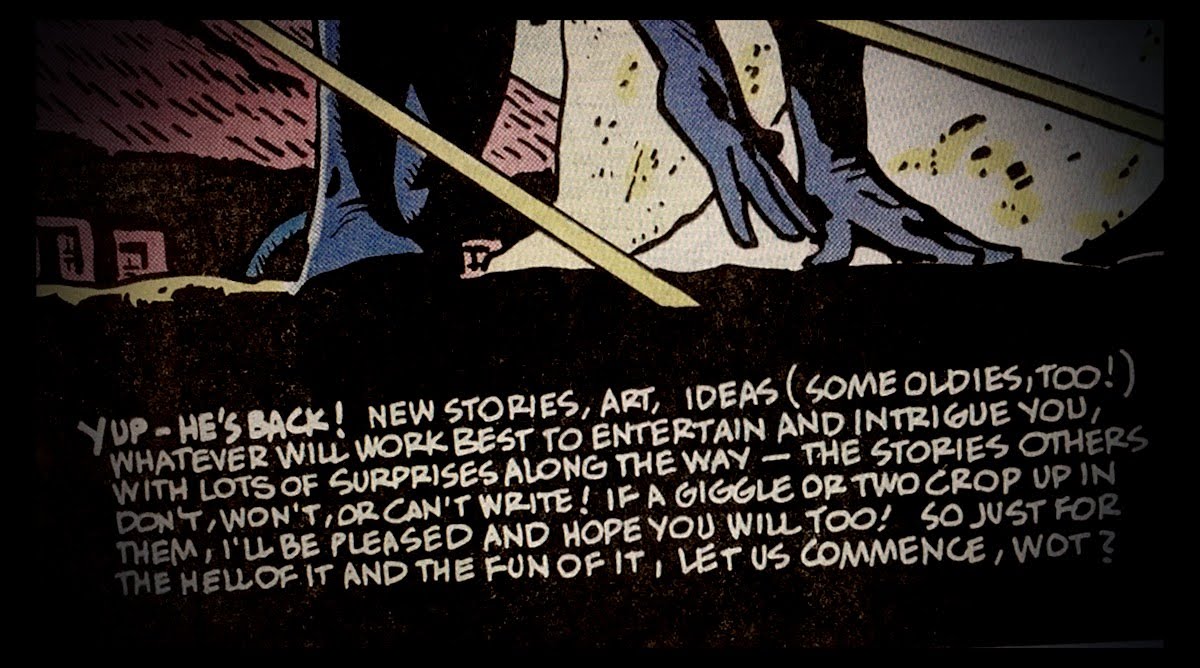 YUP - HE'S BACK! NEW STORIES, ART, IDEAS (SOME OLDIES, TOO!)
WHATEVER WILL WORK BEST TO ENTERTAIN AND INTRIGUE YOU,
WITH LOTS OF SURPRISES ALONG THE WAY — THE STORIES OTHERS
DON'T, WON'T, OR CAN'T WRITE! IF A GIGGLE OR TWO CROP UP IN
THEM, I'LL BE PLEASED AND HOPE YOU WILL TOO! SO JUST FOR
THE HELL OF IT AND THE FUN OF IT, LET US COMMENCE, WOT?